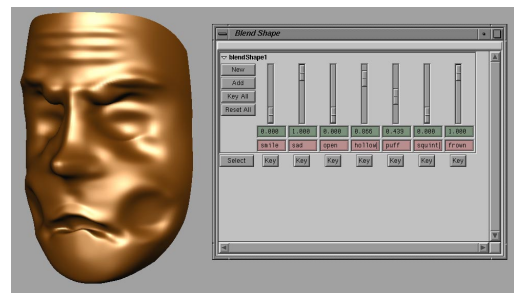 Blend Shape
blendShape1
New
Add
Key All
Reset All
0.000 1.000 0.000 0.856 0.439 0.000 1.000
smile sad open hollow puff squint frown
Select Key Key Key Key Key Key Key